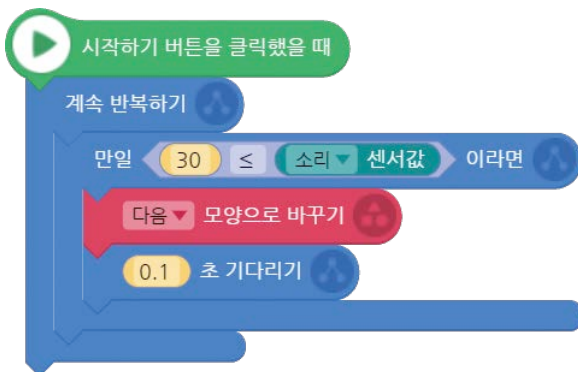 시작하기 버튼을 클릭했을 때
계속 반복하기
만일 30 ≤ 소리 센서값 이라면
다음 모양으로 바꾸기
0.1 초 기다리기